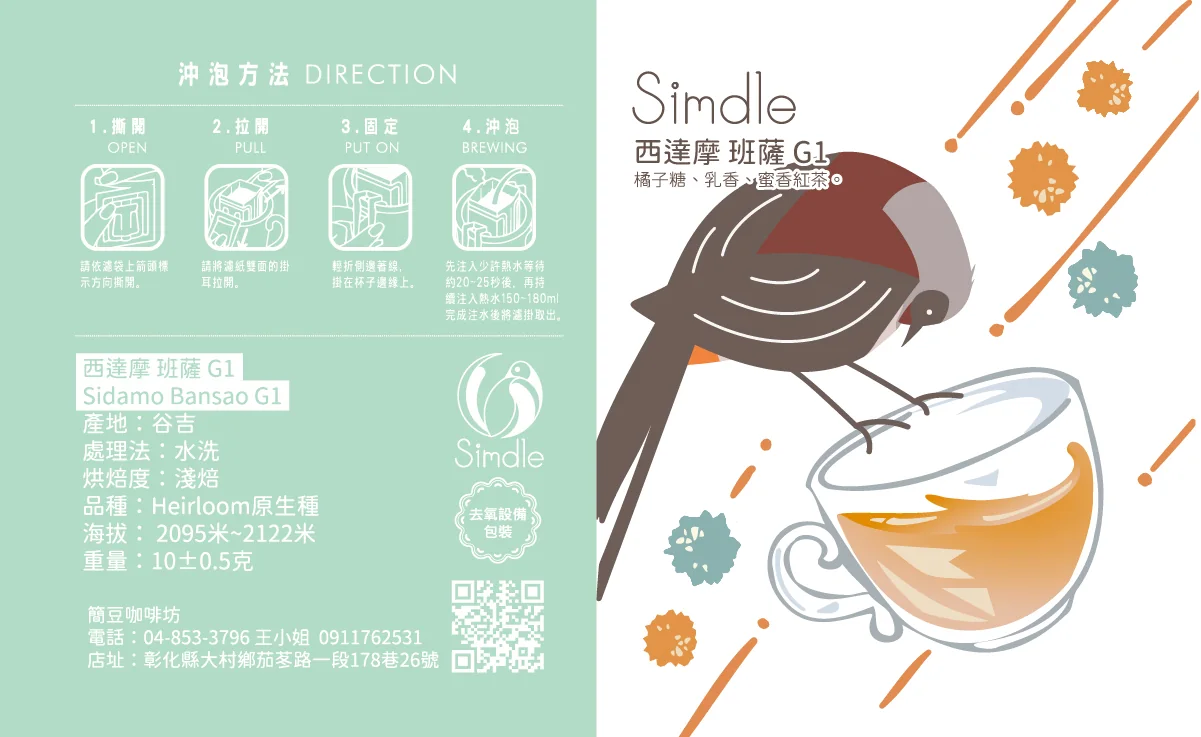 沖泡方法 DIRECTION
1.撕開
OPEN
請依濾袋上箭頭標
示方向撕開。
2.拉開
PULL
請將濾紙雙面的掛
耳拉開。
3.固定
PUT ON
輕折側邊著線，
掛在杯子邊緣上。
4.沖泡
BREWING
先注入少許熱水等待
約20-25秒後，再持
續注入熱水150-180ml
完成注水後將濾掛取出。
西達摩 班薩 G1
Sidamo Bansao G1
產地：谷吉
處理法：水洗
烘焙度：淺焙
品種：Heirloom原生種
海拔： 2095米~2122米
重量：10±0.5克
Simdle
去氧設備
包裝
簡豆咖啡坊
電話：04-853-3796 王小姐 0911762531
店址：彰化縣大村鄉茄苳路一段178巷26號
Simdle
西達摩 班薩 G1
橘子糖、乳香、蜜香紅茶。